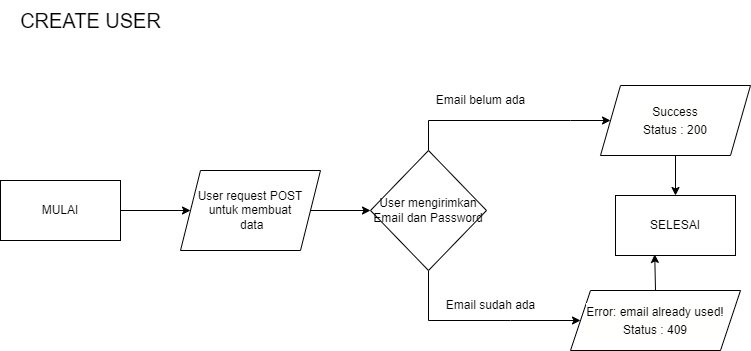 CREATE USER
Email belum ada
Success
Status : 200
MULAI
User request POST
untuk membuat
data
User mengirimkan
Email dan Password
SELESAI
Email sudah ada
Error: email already used!
Status : 409